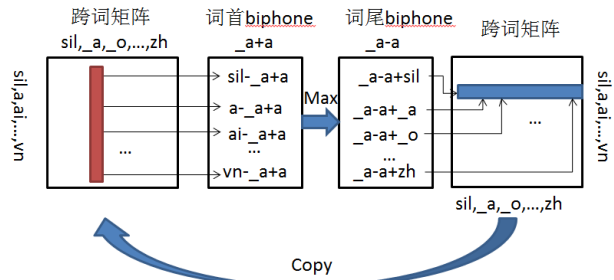 跨词矩阵
词首biphone
词尾biphone
跨词矩阵
sil,_a,_o,...,zh
_a+a
_a-a
sil,a,ai,...,vn
...
sil-_a+a
a-_a+a
ai-_a+a
...
vn-_a+a
Max
_a-a+sil
_a-a+_a
_a-a+_o
...
_a-a+zh
...
sil,a,ai,...,vn
sil,_a,_o,...,zh
Copy